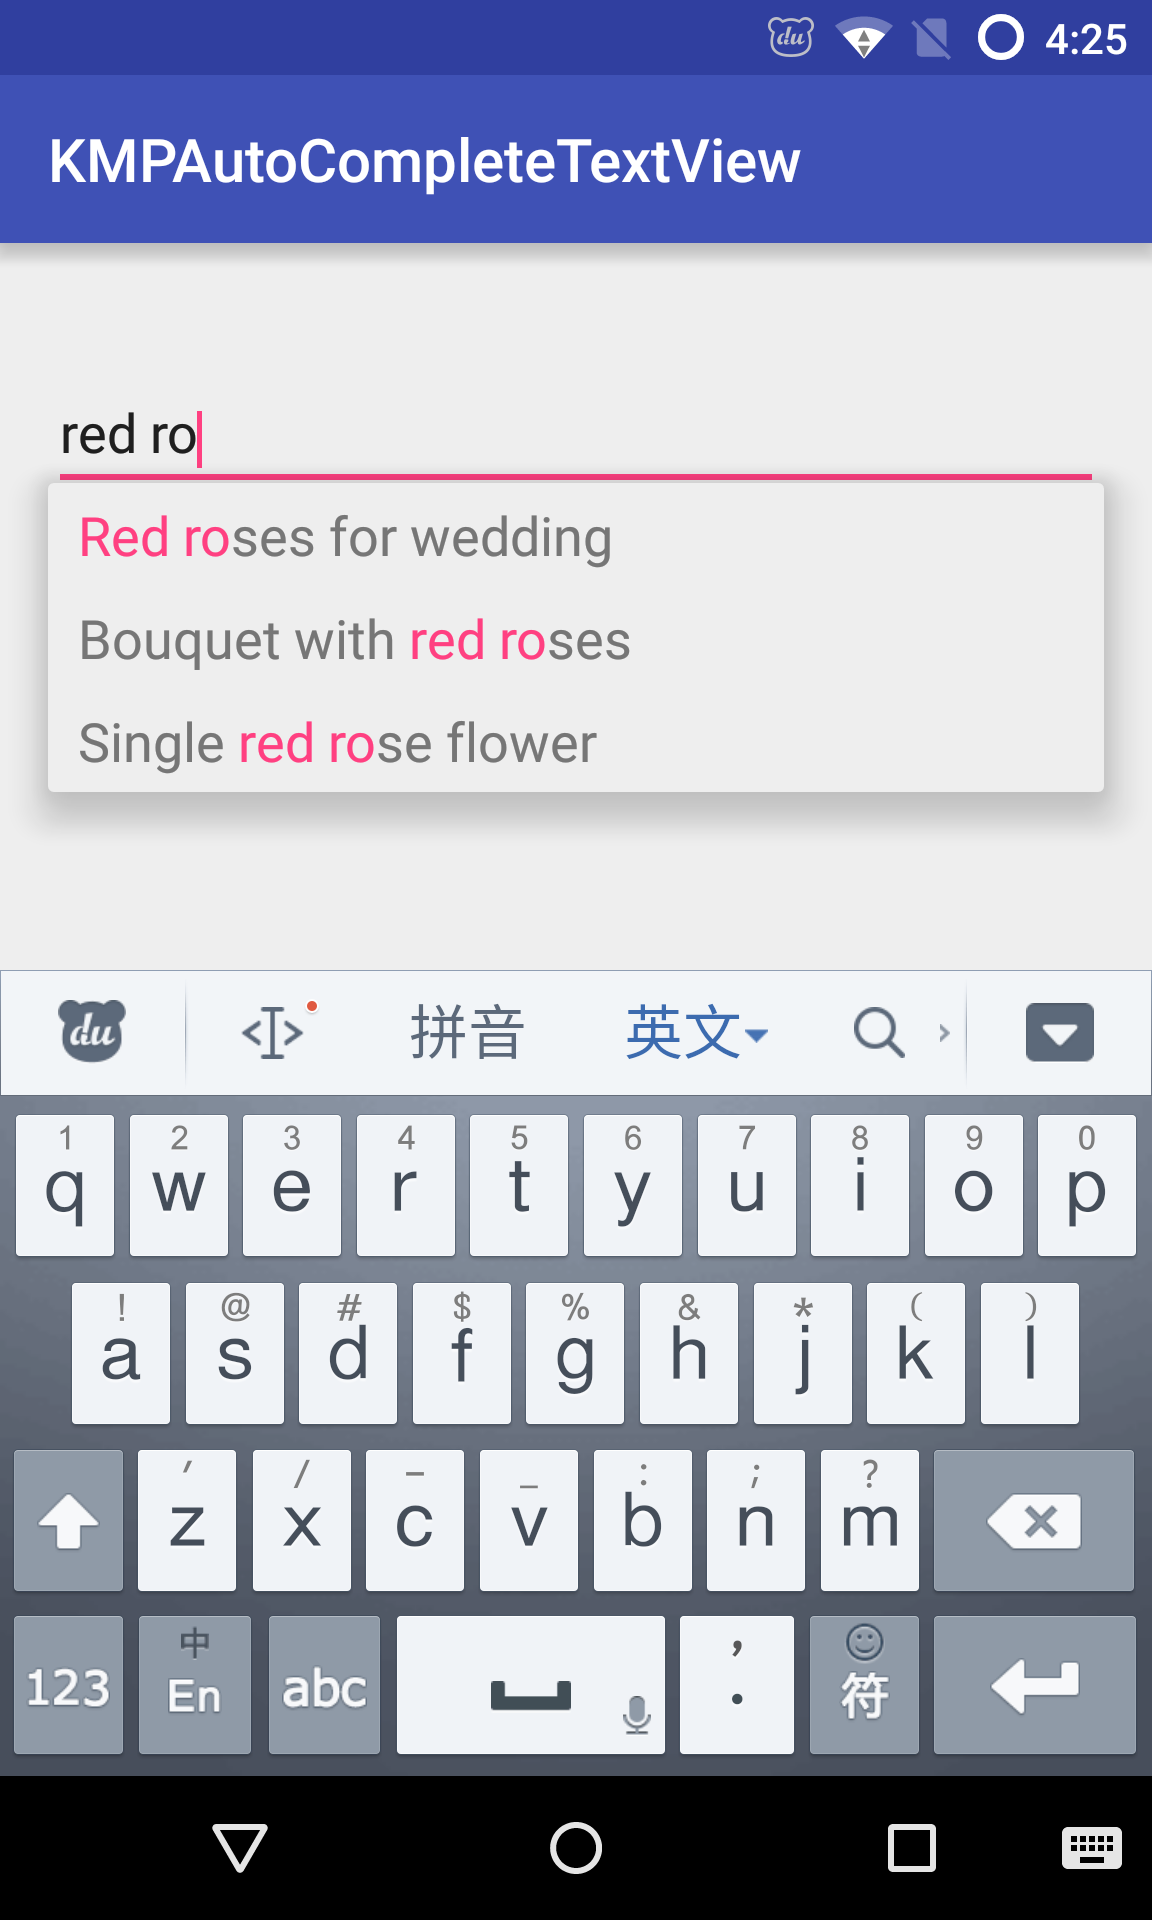 du 4:25
KMPAutoCompleteTextView
red ro
Red roses for wedding
Bouquet with red roses
Single red rose flower
du 拼音 英文
1 2 3 4 5 6 7 8 9 0
q w e r t y u i o p
! @ # $ % & * ( )
a s d f g h j k l
′ / – _ : ; ?
z x c v b n m
中 ,
123 En abc . 符